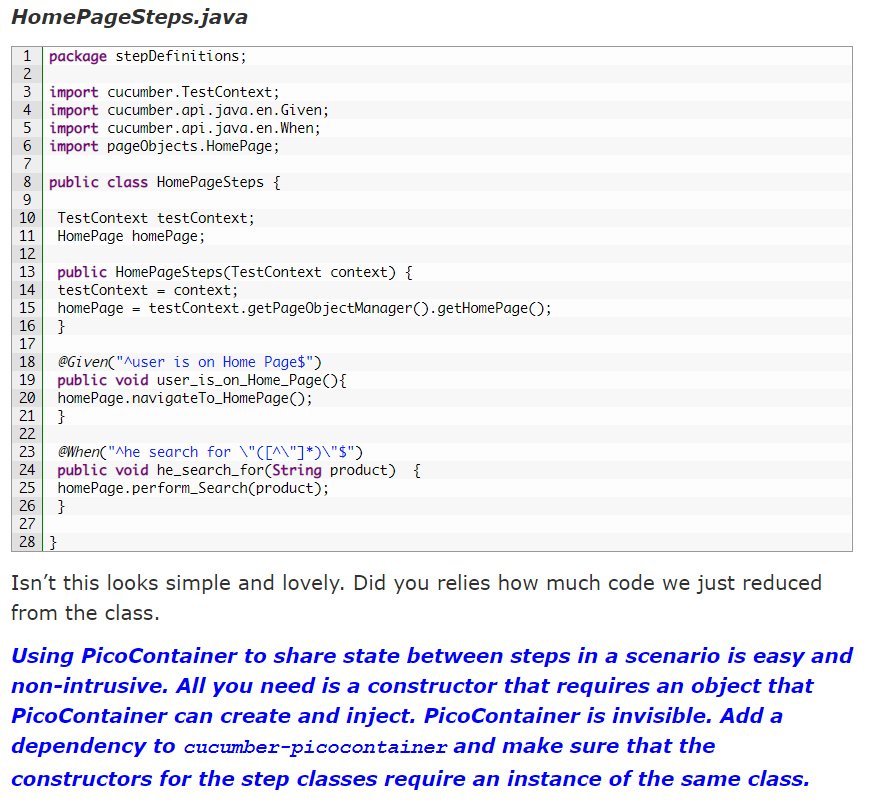 HomePageSteps.java
1 package stepDefinitions;
2
3 import cucumber.TestContext;
4 import cucumber.api.java.en.Given;
5 import cucumber.api.java.en.When;
6 import pageObjects.HomePage;
7
8 public class HomePageSteps {
9
10 TestContext testContext;
11 HomePage homePage;
12
13 public HomePageSteps(TestContext context) {
14 testContext = context;
15 homePage = testContext.getPageObjectManager().getHomePage();
16 }
17
18 @Given("^user is on Home Page$")
19 public void user_is_on_Home_Page(){
20 homePage.navigateTo_HomePage();
21 }
22
23 @When("^he search for \"([^\"]*)\"$")
24 public void he_search_for(String product)  {
25 homePage.perform_Search(product);
26 }
27
28 }
Isn’t this looks simple and lovely. Did you relies how much code we just reduced
from the class.
Using PicoContainer to share state between steps in a scenario is easy and
non-intrusive. All you need is a constructor that requires an object that
PicoContainer can create and inject. PicoContainer is invisible. Add a
dependency to cucumber-picocontainer and make sure that the
constructors for the step classes require an instance of the same class.